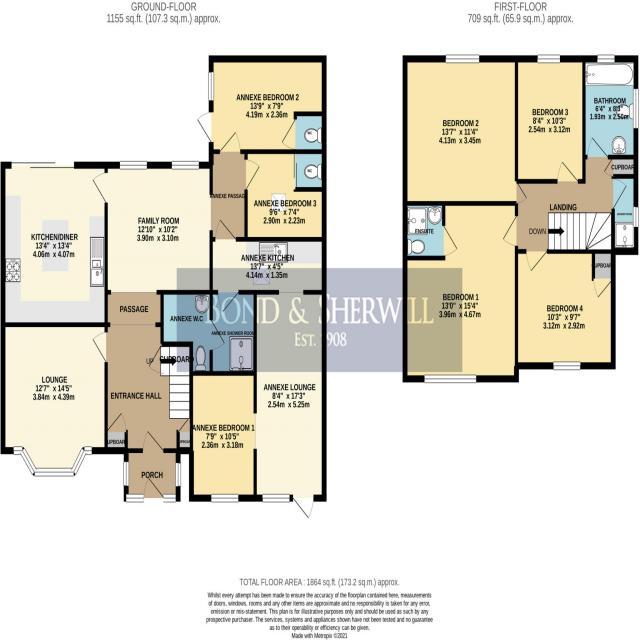 GROUND-FLOOR
1155 sq.ft. (107.3 sq.m.) approx.
FIRST-FLOOR
709 sq.ft. (65.9 sq.m.) approx.
ANNEXE BEDROOM 2
13'9" x 7'9"
4.19m x 2.36m
WC
WC
ANNEXE PASSAGE
ANNEXE BEDROOM 3
9'6" x 7'4"
2.90m x 2.23m
KITCHEN/DINER
13'4" x 13'4"
4.06m x 4.07m
FAMILY ROOM
12'10" x 10'2"
3.90m x 3.10m
ANNEXE KITCHEN
13'7" x 4'5"
4.14m x 1.35m
PASSAGE
ANNEXE W.C
ANNEXE SHOWER ROOM
UP
CUPBOARD
LOUNGE
12'7" x 14'5"
3.84m x 4.39m
ENTRANCE HALL
ANNEXE LOUNGE
8'4" x 17'3"
2.54m x 5.25m
ANNEXE BEDROOM 1
7'9" x 10'5"
2.36m x 3.18m
UPBOAR
PORCH
BEDROOM 2
13'7" x 11'4"
4.13m x 3.45m
BEDROOM 3
8'4" x 10'3"
2.54m x 3.12m
BATHROOM
6'4" x 8'3"
1.93m x 2.50m
CUPBOARD
LANDING
DOWN
ENSUITE
UPBOAR
BEDROOM 1
13'0" x 15'4"
3.96m x 4.67m
BEDROOM 4
10'3" x 9'7"
3.12m x 2.92m
BOND & SHERWILL
EST. 1908
TOTAL FLOOR AREA : 1864 sq.ft. (173.2 sq.m.) approx.
Whilst every attempt has been made to ensure the accuracy of the floorplan contained here, measurements
of doors, windows, rooms and any other items are approximate and no responsibility is taken for any error,
omission or mis-statement. This plan is for illustrative purposes only and should be used as such by any
prospective purchaser. The services, systems and appliances shown have not been tested and no guarantee
as to their operability or efficiency can be given.
Made with Metropix ©2021